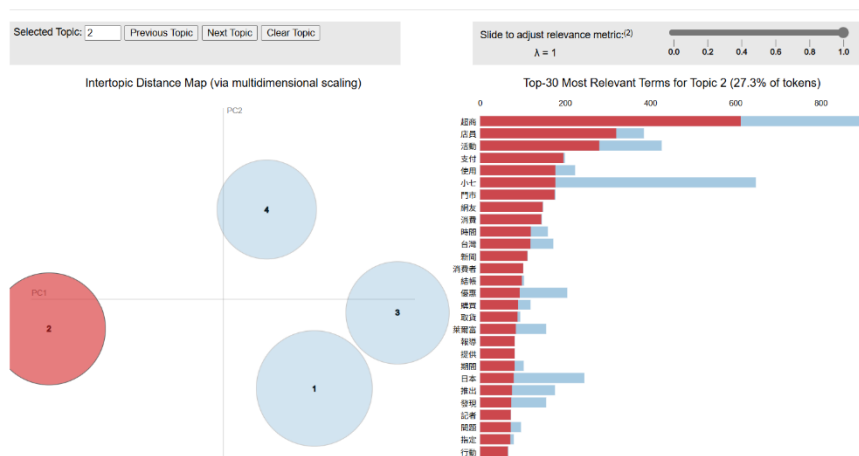 Selected Topic: 2 Previous Topic Next Topic Clear Topic
Slide to adjust relevance metric:(2)
λ = 1
0.0 0.2 0.4 0.6 0.8 1.0
Intertopic Distance Map (via multidimensional scaling)
PC2
PC1
4
2
3
1
Top-30 Most Relevant Terms for Topic 2 (27.3% of tokens)
0 200 400 600 800
超商
店員
活動
支付
使用
小七
門市
網友
消費
時間
台灣
新聞
消費者
結帳
優惠
購買
取貨
萊爾富
報導
提供
期間
日本
推出
發現
記者
問題
指定
行動